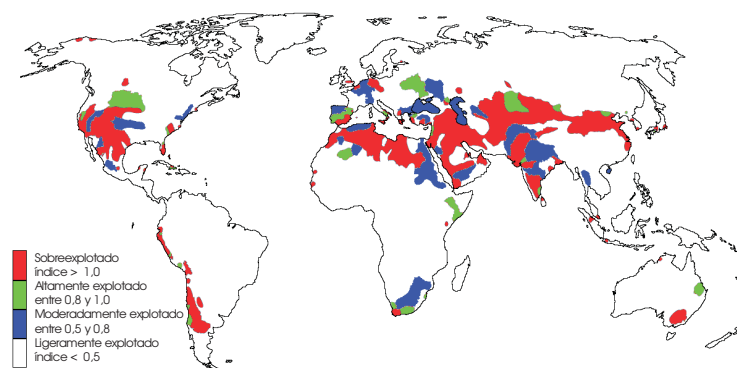 Sobreexplotado
índice > 1,0
Altamente explotado
entre 0,8 y 1,0
Moderadamente explotado
entre 0,5 y 0,8
Ligeramente explotado
índice < 0,5